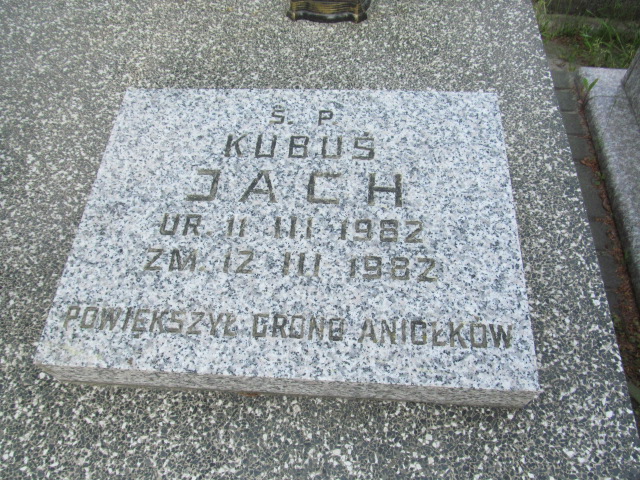 Ś. P.
KUBUŚ
JACH
UR. 11 III 1982
ZM. 12 III 1982
POWIĘKSZYŁ GRONO ANIOŁKÓW